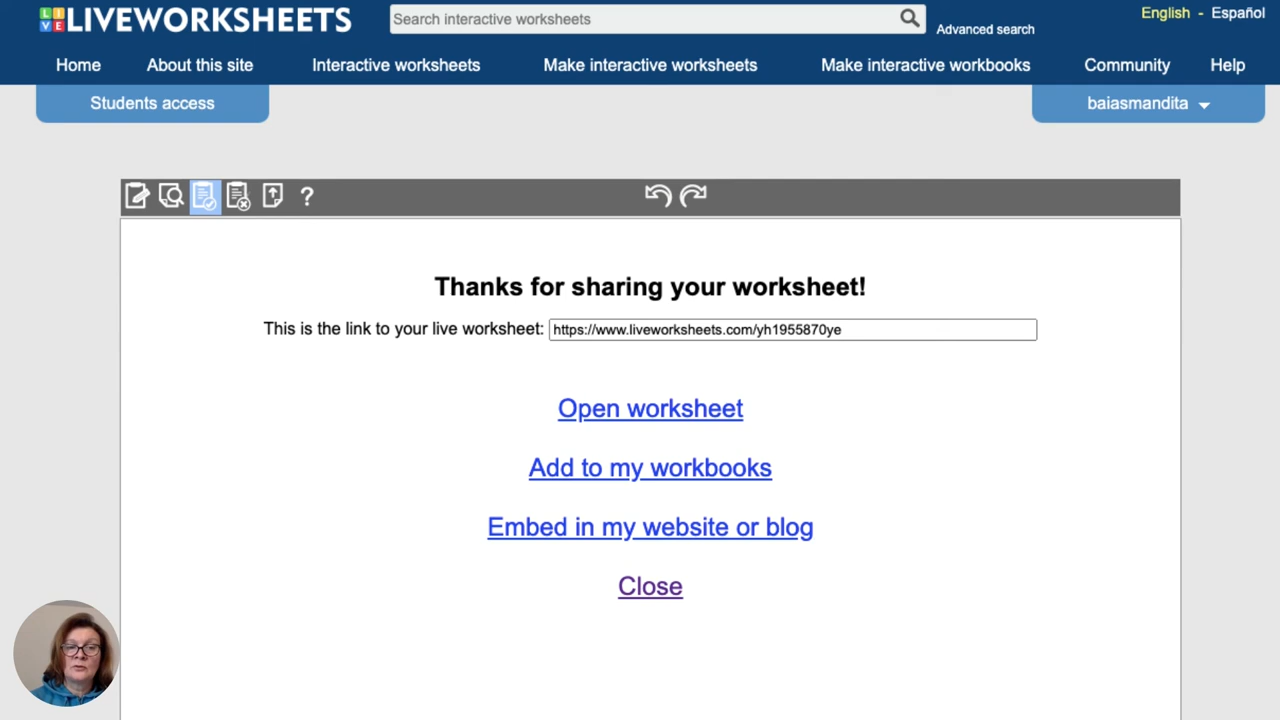 LIVE LIVEWORKSHEETS
Search interactive worksheets
Advanced search
English - Español
Home About this site Interactive worksheets Make interactive worksheets Make interactive workbooks Community Help
Students access
baiasmandita
?
Thanks for sharing your worksheet!
This is the link to your live worksheet: https://www.liveworksheets.com/yh1955870ye
Open worksheet
Add to my workbooks
Embed in my website or blog
Close